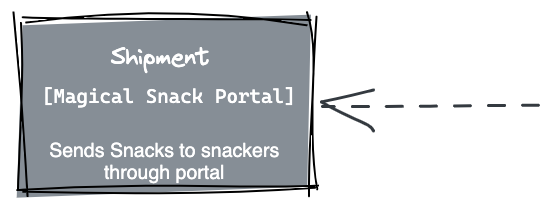 Shipment
[Magical Snack Portal]
Sends Snacks to snackers
through portal